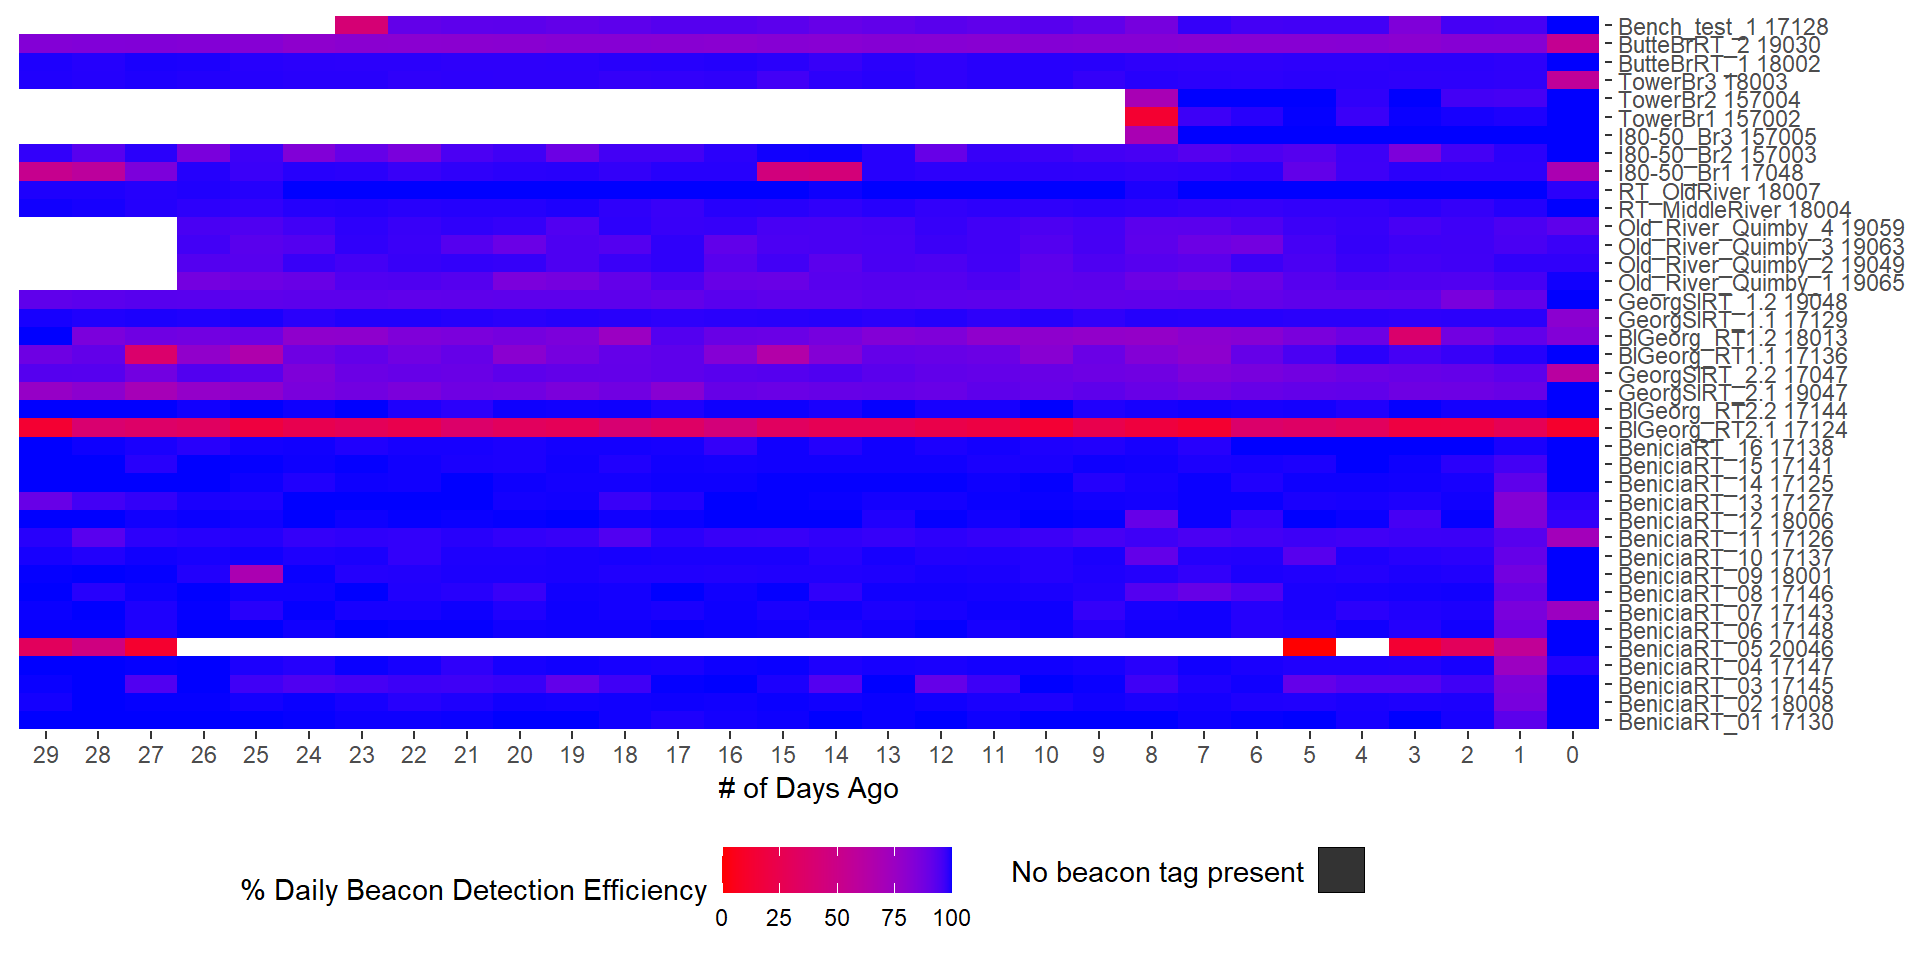 Bench_test_1 17128
ButteBrRT_2 19030
ButteBrRT_1 18002
TowerBr3 18003
TowerBr2 157004
TowerBr1 157002
I80-50_Br3 157005
I80-50_Br2 157003
I80-50_Br1 17048
RT_OldRiver 18007
RT_MiddleRiver 18004
Old_River_Quimby_4 19059
Old_River_Quimby_3 19063
Old_River_Quimby_2 19049
Old_River_Quimby_1 19065
GeorgSlRT_1.2 19048
GeorgSlRT_1.1 17129
BlGeorg_RT1.2 18013
BlGeorg_RT1.1 17136
GeorgSlRT_2.2 17047
GeorgSlRT_2.1 19047
BlGeorg_RT2.2 17144
BlGeorg_RT2.1 17124
BeniciaRT_16 17138
BeniciaRT_15 17141
BeniciaRT_14 17125
BeniciaRT_13 17127
BeniciaRT_12 18006
BeniciaRT_11 17126
BeniciaRT_10 17137
BeniciaRT_09 18001
BeniciaRT_08 17146
BeniciaRT_07 17143
BeniciaRT_06 17148
BeniciaRT_05 20046
BeniciaRT_04 17147
BeniciaRT_03 17145
BeniciaRT_02 18008
BeniciaRT_01 17130
29 28 27 26 25 24 23 22 21 20 19 18 17 16 15 14 13 12 11 10 9 8 7 6 5 4 3 2 1 0
# of Days Ago
% Daily Beacon Detection Efficiency
0 25 50 75 100
No beacon tag present